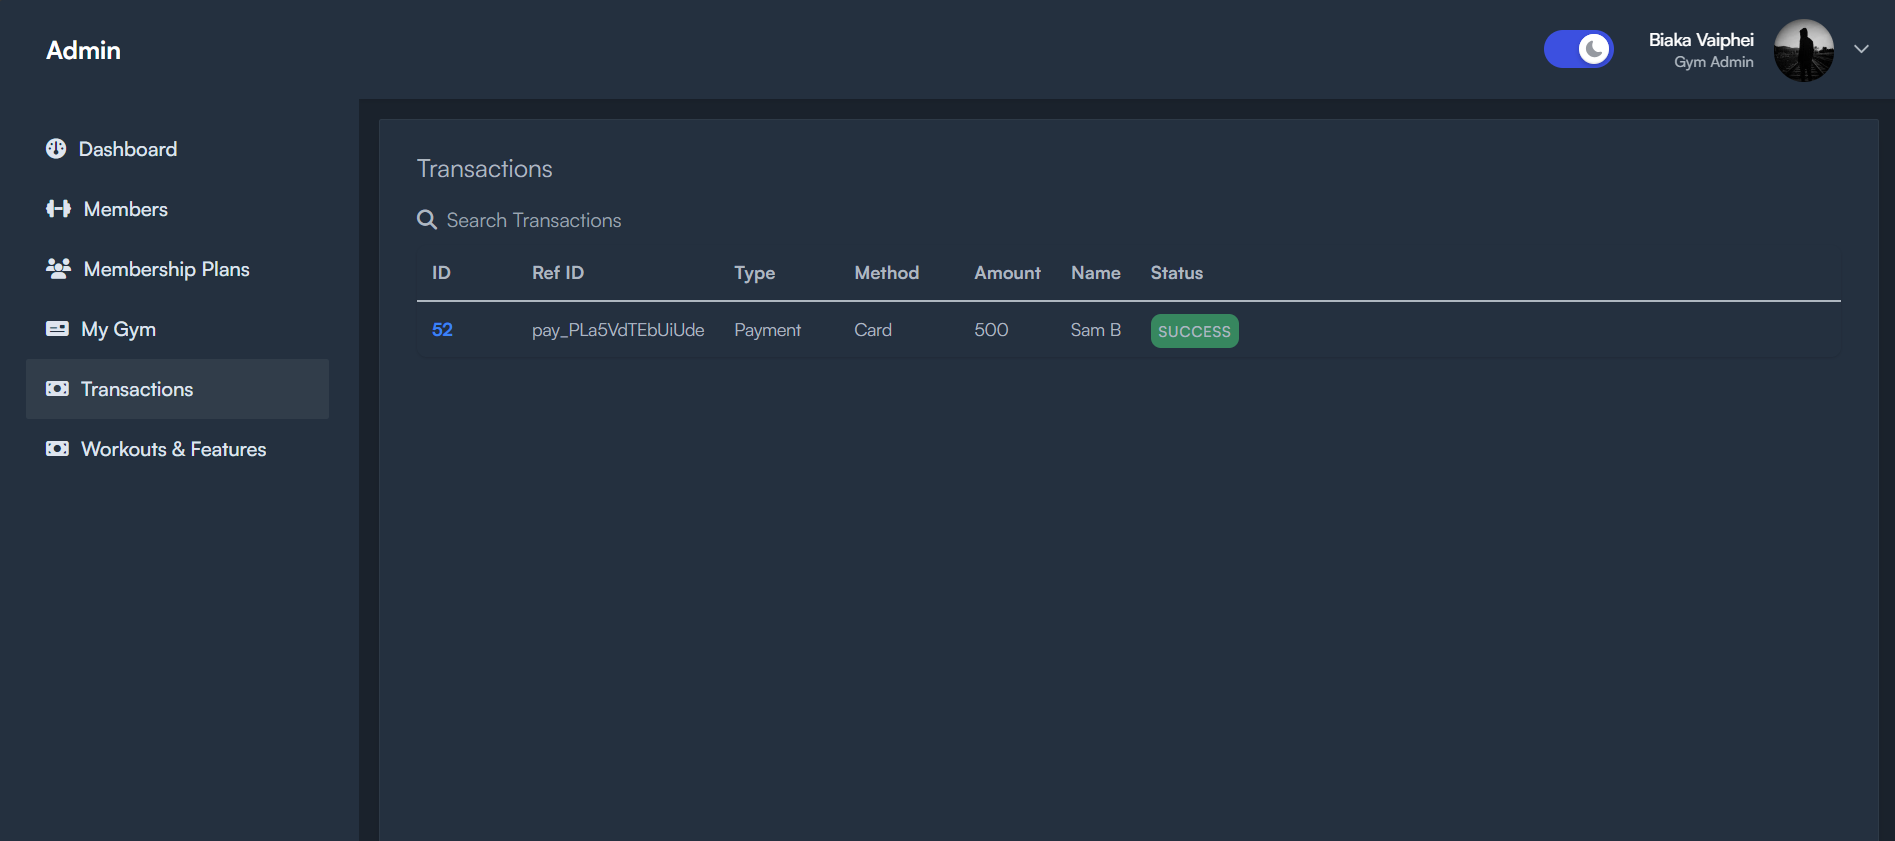 Admin
Biaka Vaiphei
Gym Admin
Dashboard
Members
Membership Plans
My Gym
Transactions
Workouts & Features
Transactions
Search Transactions
ID Ref ID Type Method Amount Name Status
52 pay_PLa5VdTEbUiUde Payment Card 500 Sam B SUCCESS